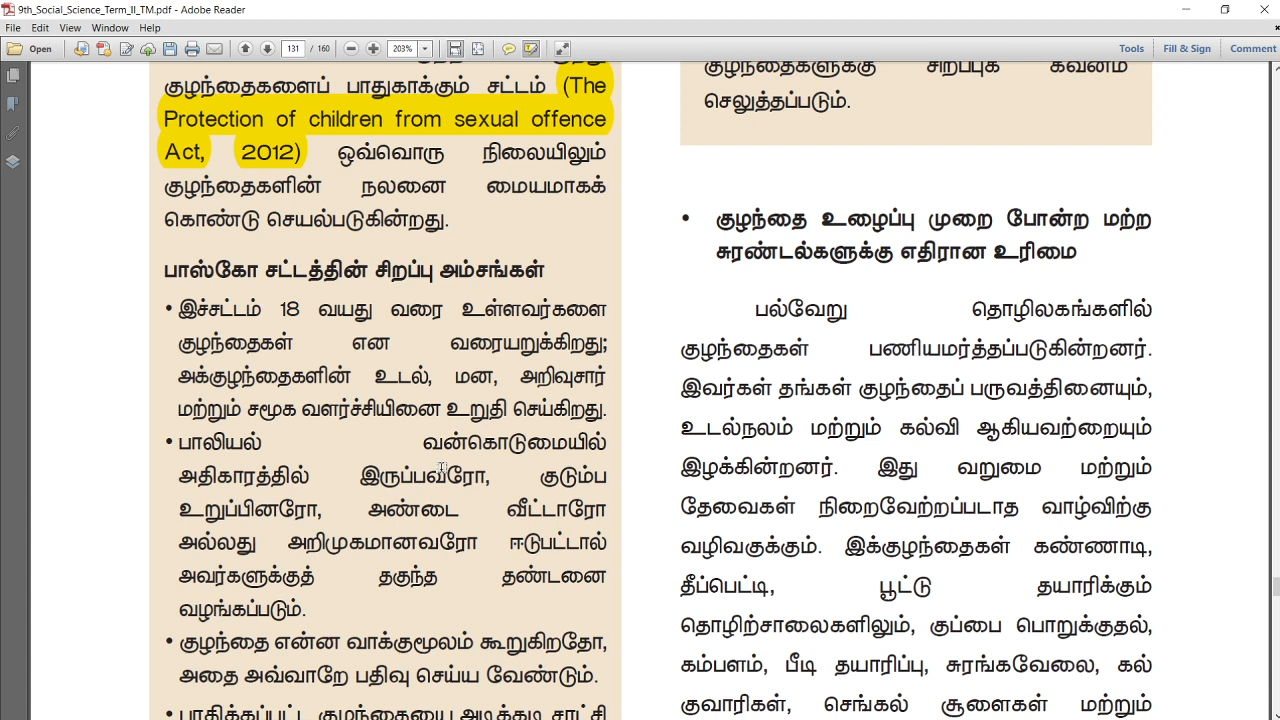 9th_Social_Science_Term_II_TM.pdf - Adobe Reader
File Edit View Window Help
Open 131 / 160 203% Tools Fill & Sign Comment
குழந்தைகளைப் பாதுகாக்கும் சட்டம் (The
Protection of children from sexual offence
Act, 2012) ஒவ்வொரு நிலையிலும்
குழந்தைகளின் நலனை மையமாகக்
கொண்டு செயல்படுகின்றது.
பாஸ்கோ சட்டத்தின் சிறப்பு அம்சங்கள்
• இச்சட்டம் 18 வயது வரை உள்ளவர்களை
குழந்தைகள் என வரையறுக்கிறது;
அக்குழந்தைகளின் உடல், மன, அறிவுசார்
மற்றும் சமூக வளர்ச்சியினை உறுதி செய்கிறது.
• பாலியல் வன்கொடுமையில்
அதிகாரத்தில் இருப்பவரோ, குடும்ப
உறுப்பினரோ, அண்டை வீட்டாரோ
அல்லது அறிமுகமானவரோ ஈடுபட்டால்
அவர்களுக்குத் தகுந்த தண்டனை
வழங்கப்படும்.
• குழந்தை என்ன வாக்குமூலம் கூறுகிறதோ,
அதை அவ்வாறே பதிவு செய்ய வேண்டும்.
• பாதிக்கப்பட்ட குழந்தையை அடிக்கடி சாட்சி
குழந்தைகளுக்கு சிறப்புக் கவனம்
செலுத்தப்படும்.
• குழந்தை உழைப்பு முறை போன்ற மற்ற
சுரண்டல்களுக்கு எதிரான உரிமை
பல்வேறு தொழிலகங்களில்
குழந்தைகள் பணியமர்த்தப்படுகின்றனர்.
இவர்கள் தங்கள் குழந்தைப் பருவத்தினையும்,
உடல்நலம் மற்றும் கல்வி ஆகியவற்றையும்
இழக்கின்றனர். இது வறுமை மற்றும்
தேவைகள் நிறைவேற்றப்படாத வாழ்விற்கு
வழிவகுக்கும். இக்குழந்தைகள் கண்ணாடி,
தீப்பெட்டி, பூட்டு தயாரிக்கும்
தொழிற்சாலைகளிலும், குப்பை பொறுக்குதல்,
கம்பளம், பீடி தயாரிப்பு, சுரங்கவேலை, கல்
குவாரிகள், செங்கல் சூளைகள் மற்றும்